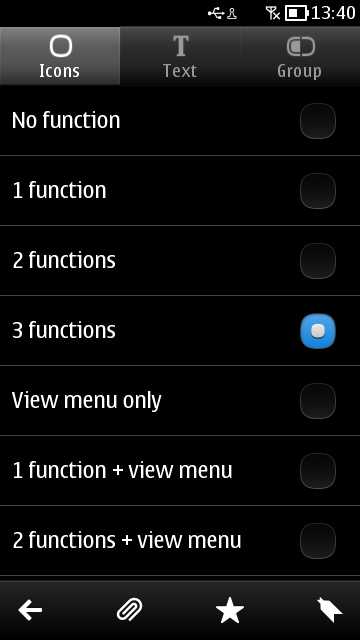 13:40
Icons
T
Text
Group
No function
1 function
2 functions
3 functions
View menu only
1 function + view menu
2 functions + view menu